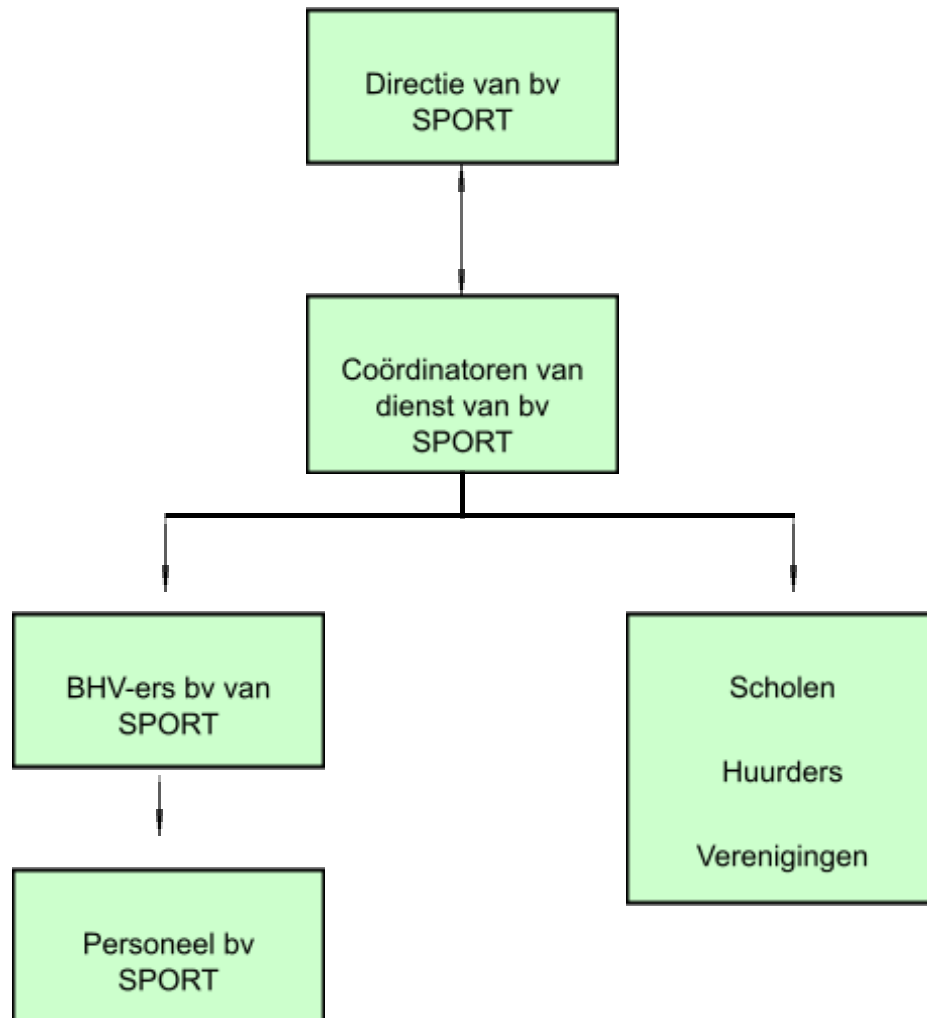 Directie van bv
SPORT
Coördinatoren van
dienst van bv
SPORT
BHV-ers bv van
SPORT
Scholen
Huurders
Verenigingen
Personeel bv
SPORT